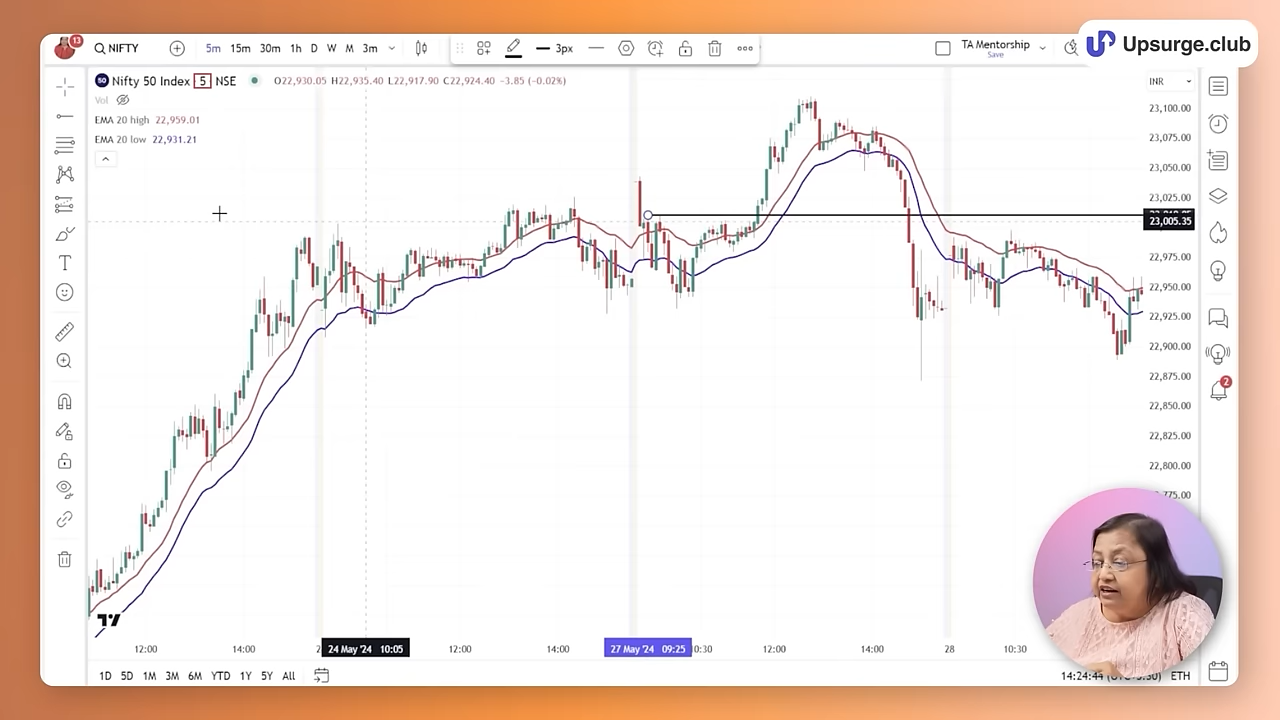 Upsurge.club
13
NIFTY
5m 15m 30m 1h D W M 3m
3px
TA Mentorship
Save
50 Nifty 50 Index 5 NSE
O22,930.05 H22,935.40 L22,917.90 C22,924.40 -3.85 (-0.02%)
INR
Vol
EMA 20 high 22,959.01
EMA 20 low 22,931.21
23,100.00
23,075.00
23,050.00
23,025.00
23,005.35
22,975.00
22,950.00
22,925.00
22,900.00
22,875.00
22,850.00
22,825.00
22,800.00
2
12:00
14:00
24 May '24 10:05
12:00
14:00
27 May '24 09:25
12:00
14:00
28
10:30
1D 5D 1M 3M 6M YTD 1Y 5Y All
ETH